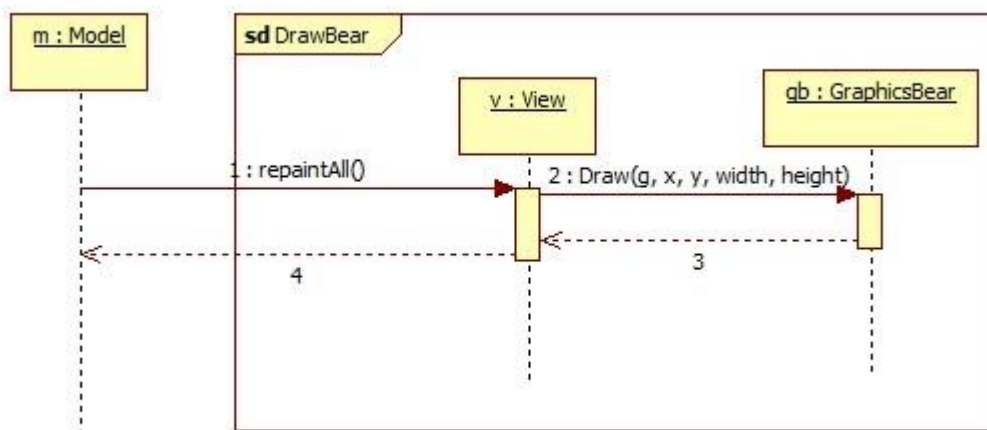 m : Model
sd DrawBear
v : View
gb : GraphicsBear
1 : repaintAll()
2 : Draw(g, x, y, width, height)
3
4